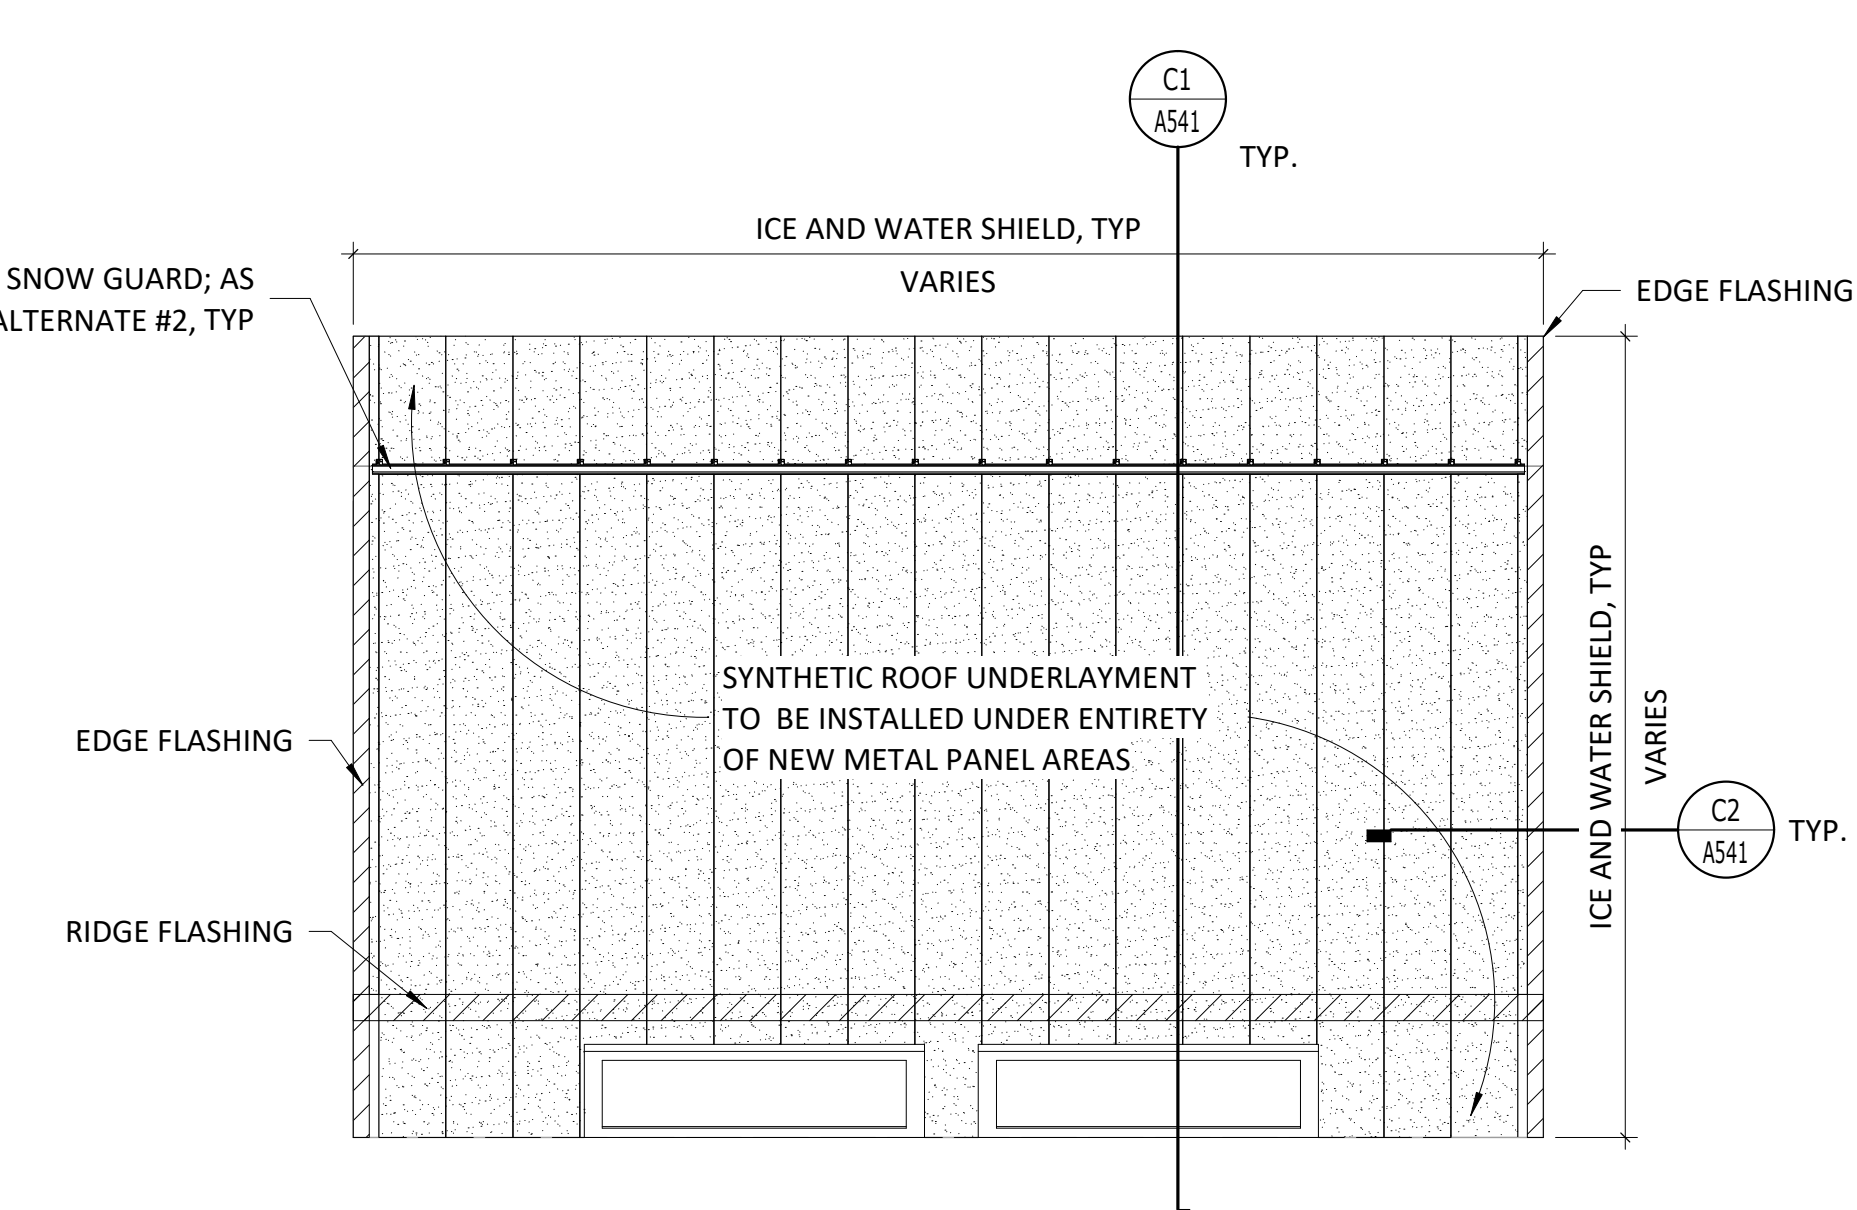 C1
A541
TYP.
ICE AND WATER SHIELD, TYP
VARIES
SNOW GUARD; AS
ALTERNATE #2, TYP
EDGE FLASHING
SYNTHETIC ROOF UNDERLAYMENT
TO BE INSTALLED UNDER ENTIRETY
OF NEW METAL PANEL AREAS
EDGE FLASHING
ICE AND WATER SHIELD, TYP
VARIES
C2
A541
TYP.
RIDGE FLASHING